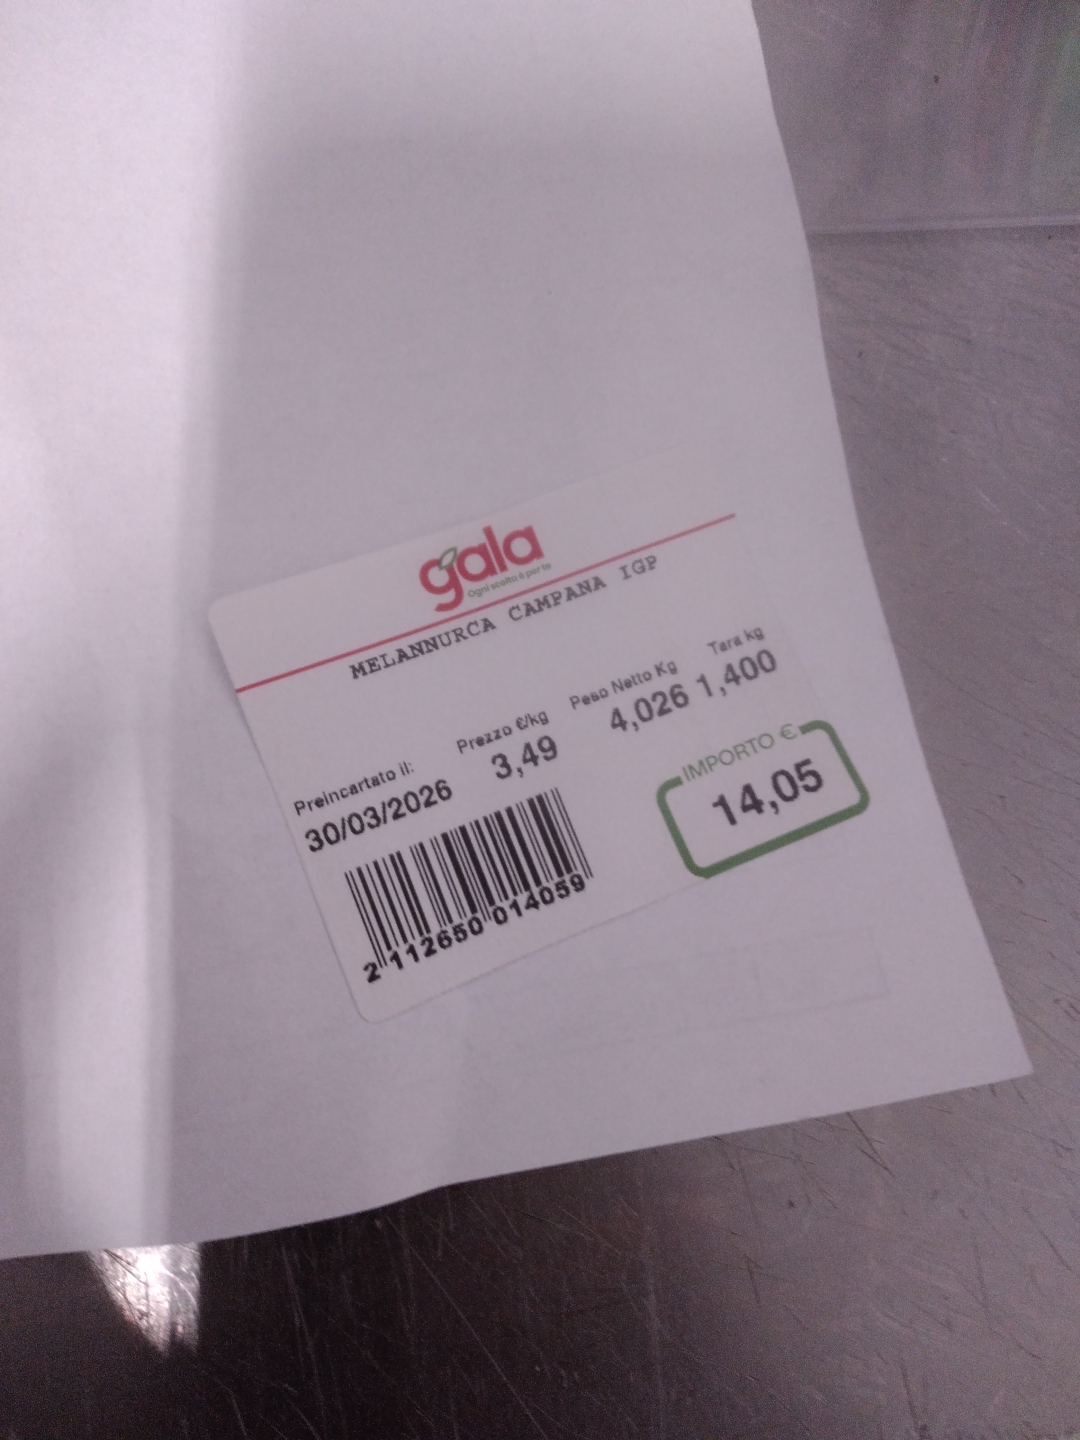 gala
Ogni scelta è per te
MELANNURCA CAMPANA IGP
Preincartato il: Prezzo €/kg Peso Netto Kg Tara kg
30/03/2026 3,49 4,026 1,400
IMPORTO €
14,05
2 112650 014059